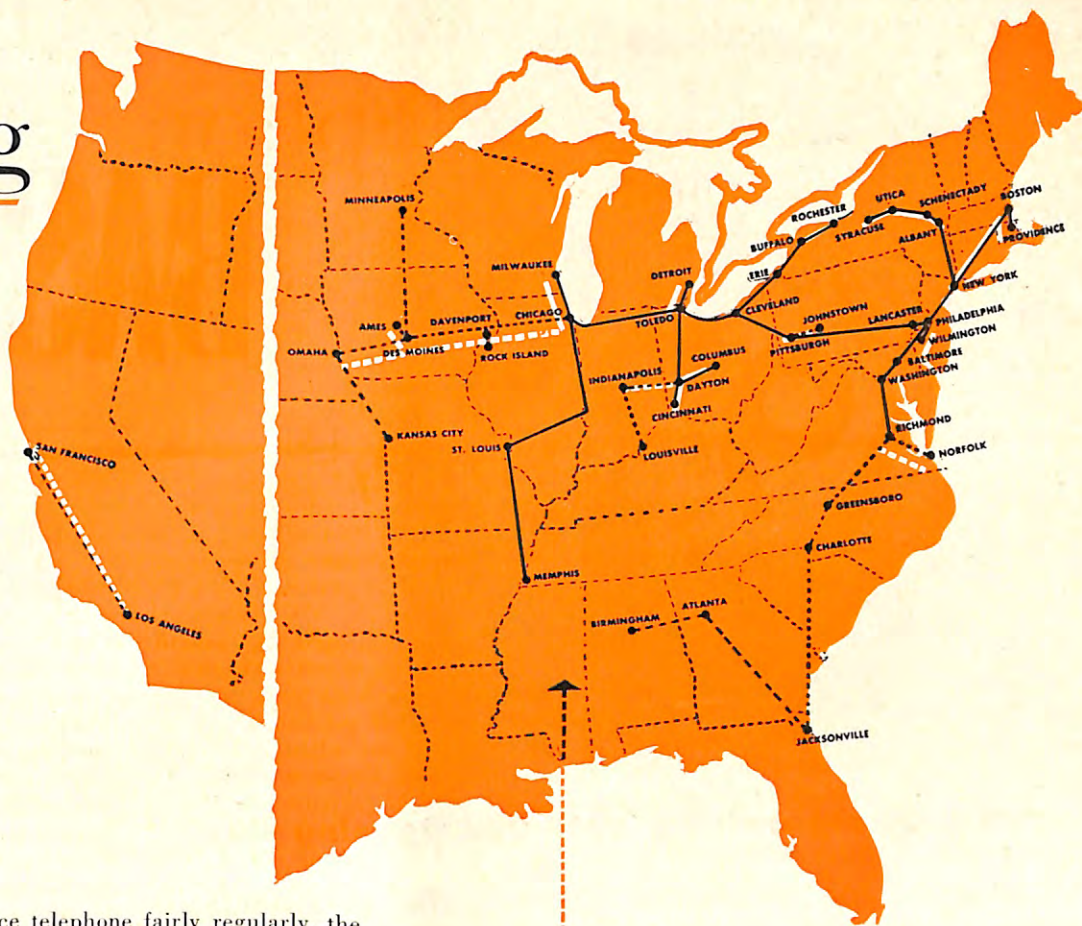 g
MINNEAPOLIS
MILWAUKEE
DETROIT
ROCHESTER
UTICA
SCHENECTADY
BOSTON
BUFFALO
SYRACUSE
ALBANY
PROVIDENCE
ERIE
NEW YORK
AMES
DAVENPORT
CHICAGO
TOLEDO
CLEVELAND
JOHNSTOWN
LANCASTER
PHILADELPHIA
OMAHA
DES MOINES
ROCK ISLAND
PITTSBURGH
WILMINGTON
COLUMBUS
BALTIMORE
INDIANAPOLIS
DAYTON
WASHINGTON
CINCINNATI
RICHMOND
KANSAS CITY
ST. LOUIS
LOUISVILLE
NORFOLK
SAN FRANCISCO
GREENSBORO
CHARLOTTE
MEMPHIS
LOS ANGELES
BIRMINGHAM
ATLANTA
JACKSONVILLE
telephone fairly regularly, the